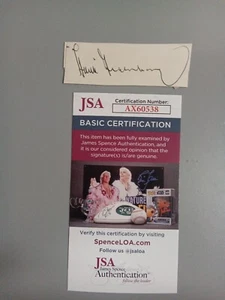 JSA
Certification Number:
AX60538
BASIC CERTIFICATION
This item has been fully examined by
James Spence Authentication, and
it is our considered opinion that the
signature(s) is/are genuine.
Verify this certification by visiting
SpenceLOA.com
Follow us @jsaloa
JSA
James Spence
Authentication